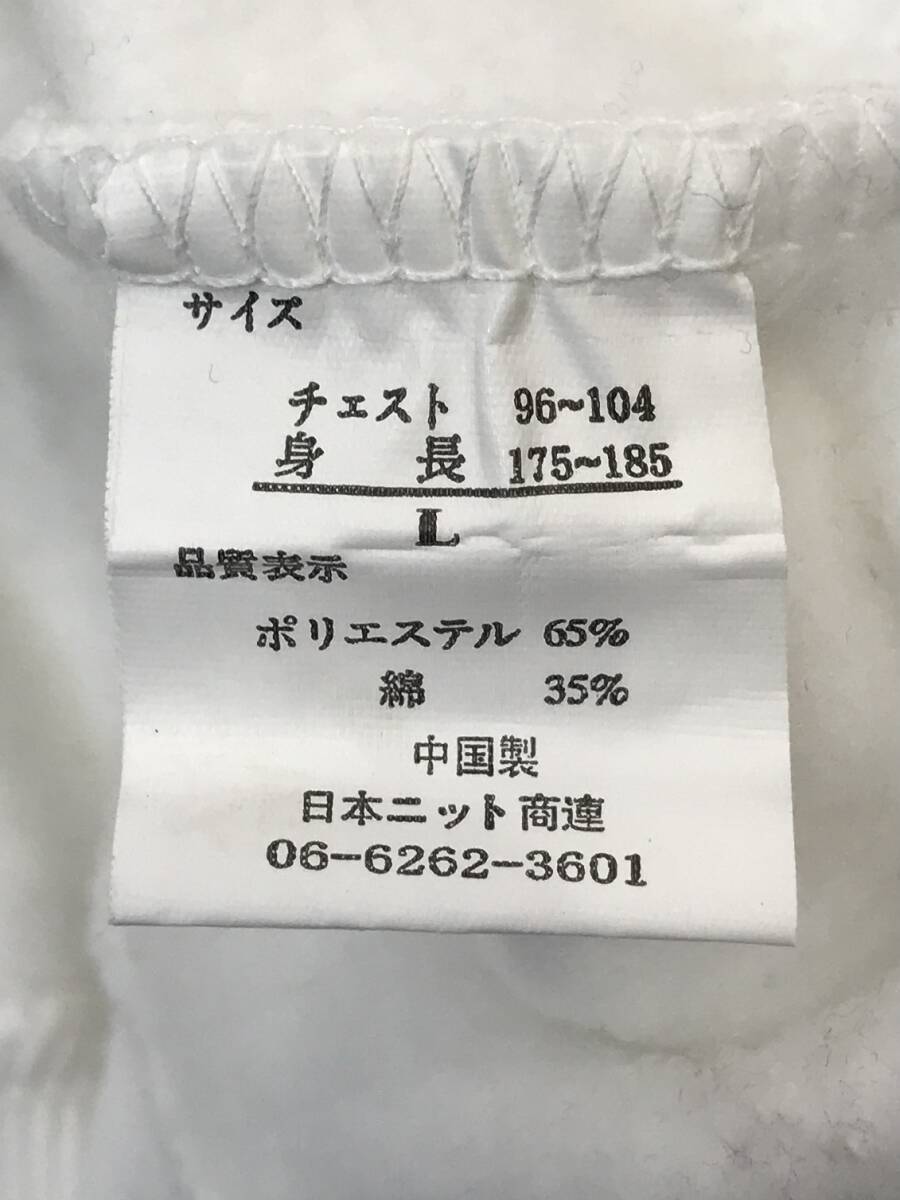 サイズ
チェスト 96~104
身長 175~185
L
品質表示
ポリエステル 65%
綿 35%
中国製
日本ニット商連
06-6262-3601